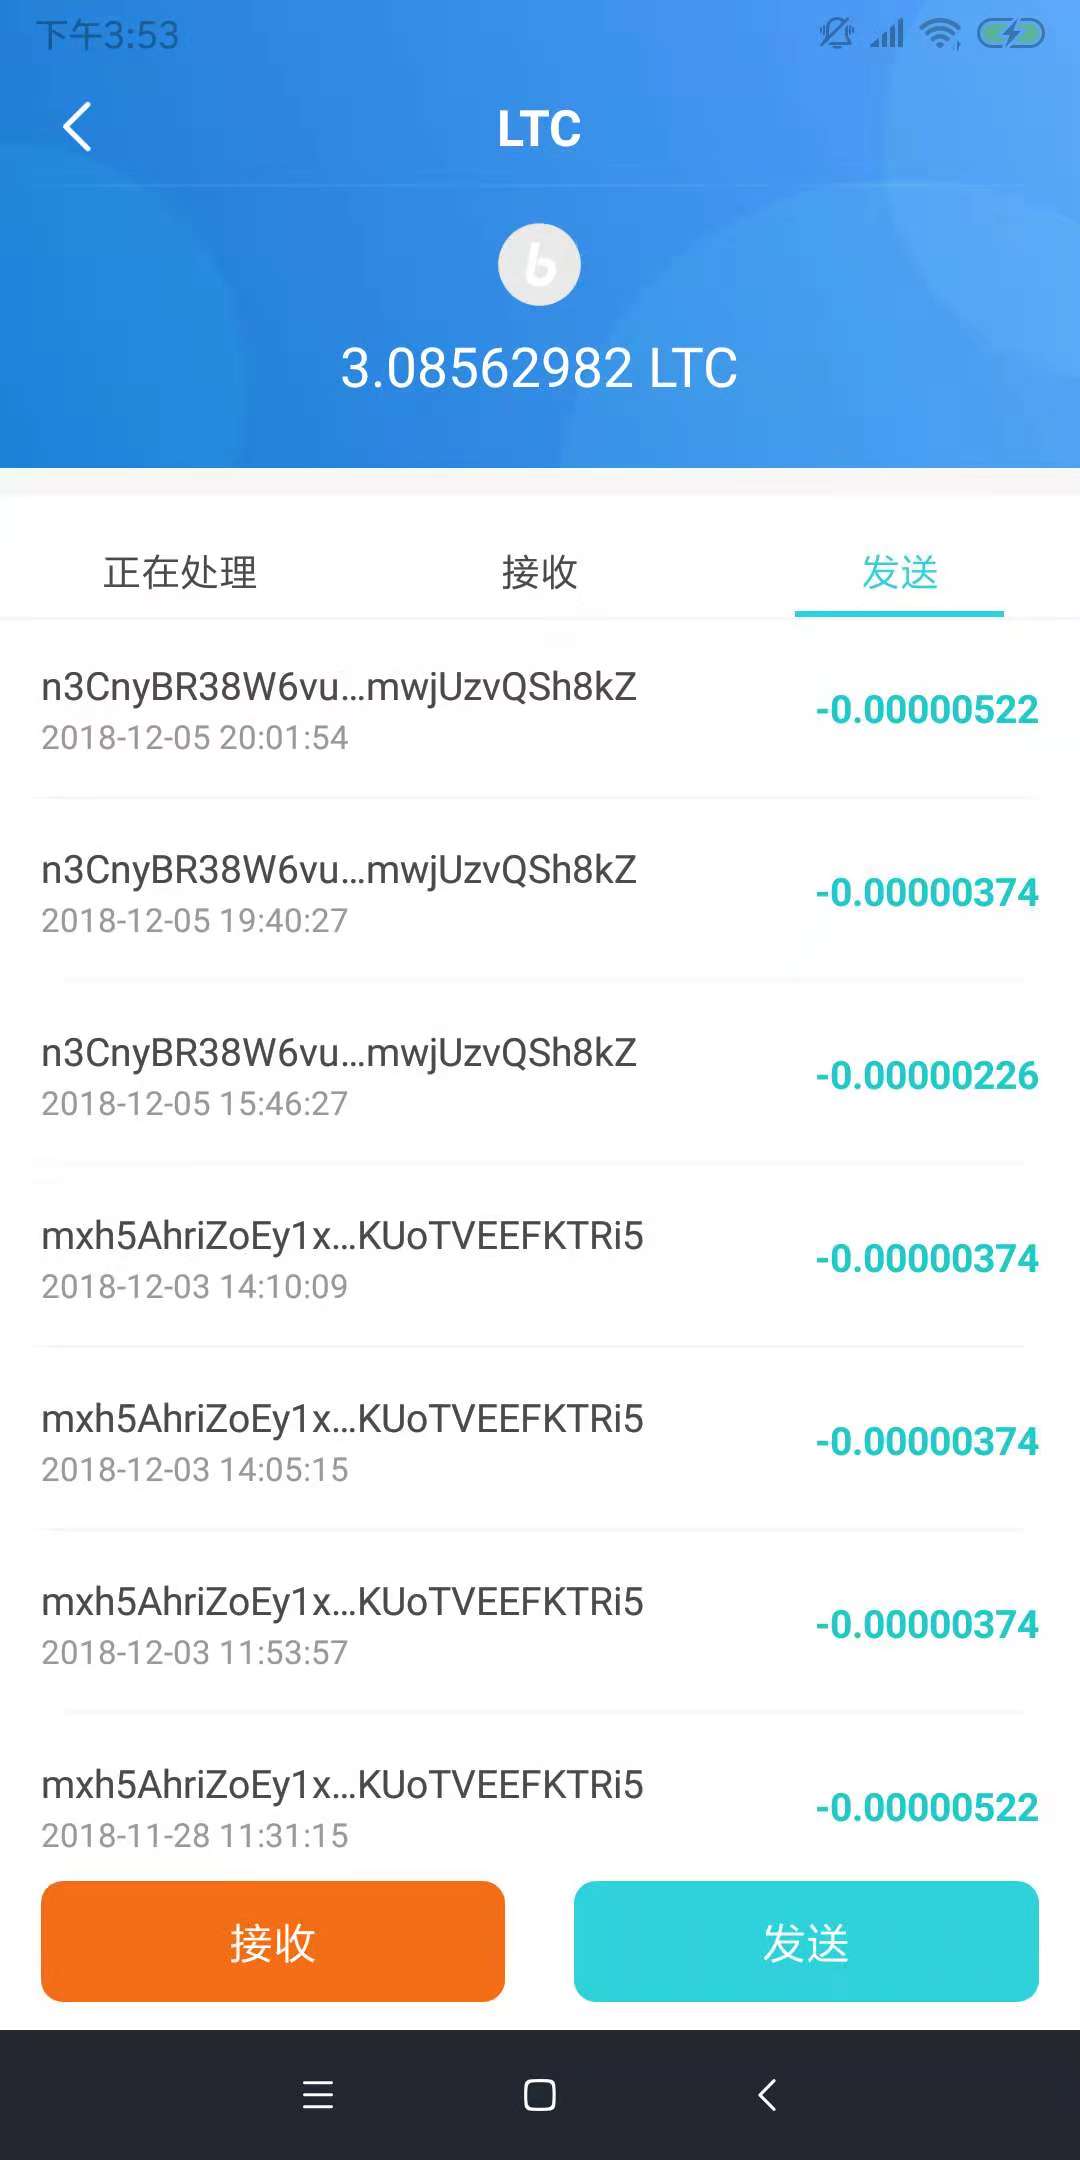 下午3:53
LTC
b
3.08562982 LTC
正在处理 接收 发送
n3CnyBR38W6vu...mwjUzvQSh8kZ
2018-12-05 20:01:54
-0.00000522
n3CnyBR38W6vu...mwjUzvQSh8kZ
2018-12-05 19:40:27
-0.00000374
n3CnyBR38W6vu...mwjUzvQSh8kZ
2018-12-05 15:46:27
-0.00000226
mxh5AhriZoEy1x...KUoTVEEFKTRi5
2018-12-03 14:10:09
-0.00000374
mxh5AhriZoEy1x...KUoTVEEFKTRi5
2018-12-03 14:05:15
-0.00000374
mxh5AhriZoEy1x...KUoTVEEFKTRi5
2018-12-03 11:53:57
-0.00000374
mxh5AhriZoEy1x...KUoTVEEFKTRi5
2018-11-28 11:31:15
-0.00000522
接收 发送